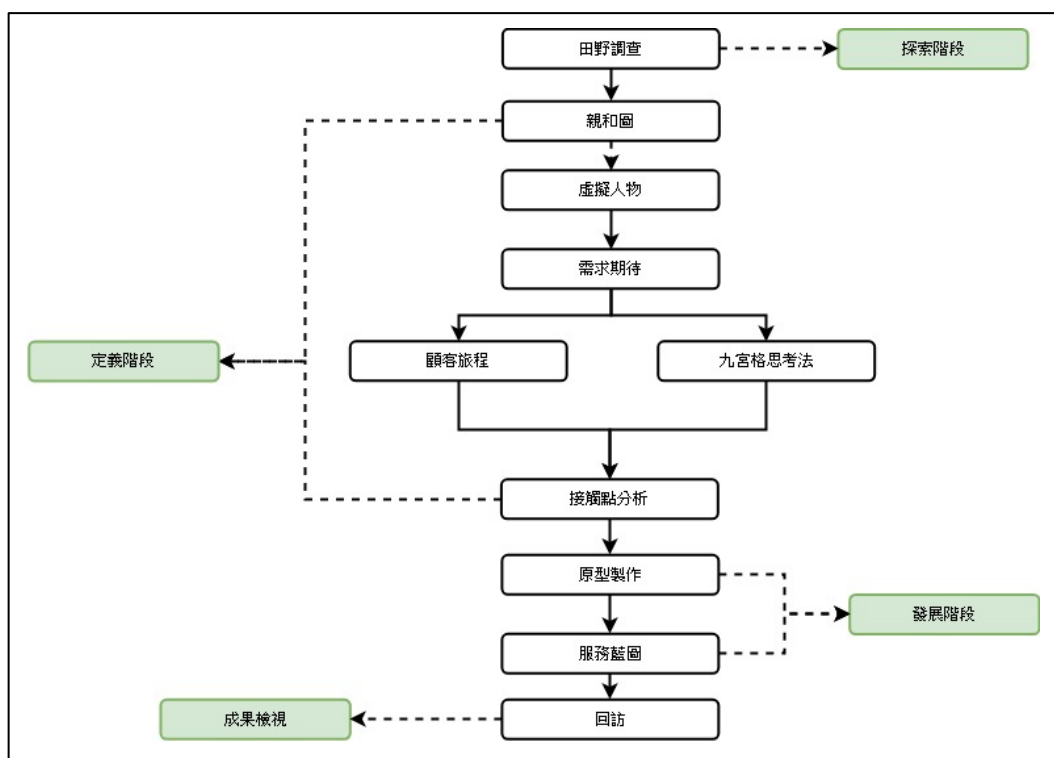 田野調查
探索階段
親和圖
虛擬人物
需求期待
定義階段
顧客旅程
九宮格思考法
接觸點分析
原型製作
發展階段
服務藍圖
成果檢視
回訪